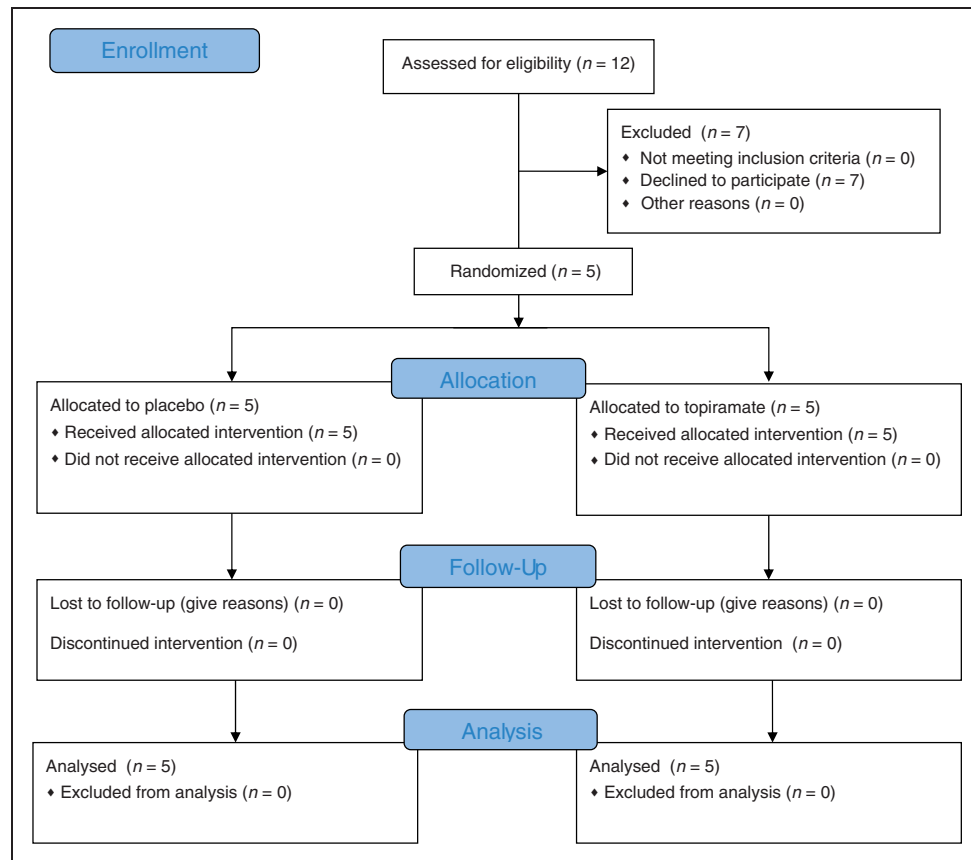 Enrollment
Assessed for eligibility (n = 12)
Excluded (n = 7)
♦ Not meeting inclusion criteria (n = 0)
♦ Declined to participate (n = 7)
♦ Other reasons (n = 0)
Randomized (n = 5)
Allocation
Allocated to placebo (n = 5)
♦ Received allocated intervention (n = 5)
♦ Did not receive allocated intervention (n = 0)
Allocated to topiramate (n = 5)
♦ Received allocated intervention (n = 5)
♦ Did not receive allocated intervention (n = 0)
Follow-Up
Lost to follow-up (give reasons) (n = 0)
Discontinued intervention (n = 0)
Lost to follow-up (give reasons) (n = 0)
Discontinued intervention (n = 0)
Analysis
Analysed (n = 5)
♦ Excluded from analysis (n = 0)
Analysed (n = 5)
♦ Excluded from analysis (n = 0)